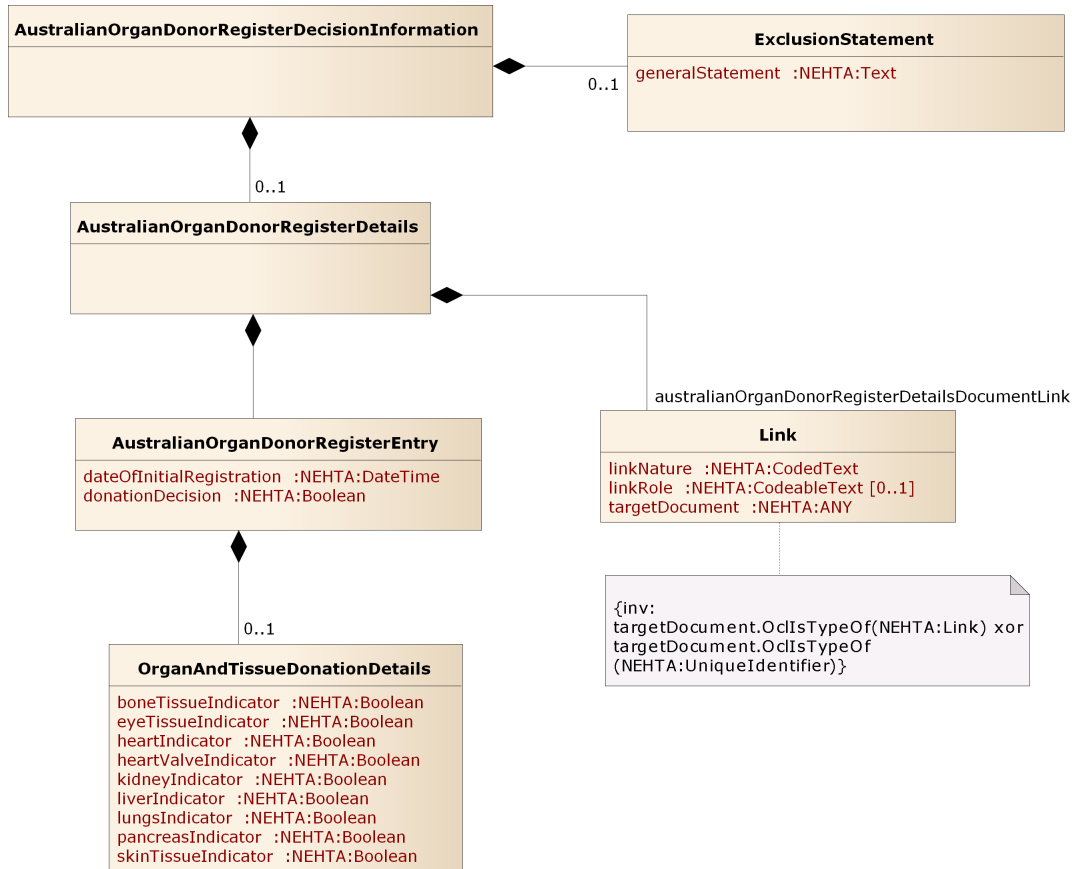 AustralianOrganDonorRegisterDecisionInformation
ExclusionStatement
generalStatement :NEHTA:Text
0..1
0..1
AustralianOrganDonorRegisterDetails
australianOrganDonorRegisterDetailsDocumentLink
AustralianOrganDonorRegisterEntry
dateOfInitialRegistration :NEHTA:DateTime
donationDecision :NEHTA:Boolean
Link
linkNature :NEHTA:CodedText
linkRole :NEHTA:CodeableText [0..1]
targetDocument :NEHTA:ANY
{inv:
targetDocument.OclIsTypeOf(NEHTA:Link) xor
targetDocument.OclIsTypeOf
(NEHTA:UniqueIdentifier)}
0..1
OrganAndTissueDonationDetails
boneTissueIndicator :NEHTA:Boolean
eyeTissueIndicator :NEHTA:Boolean
heartIndicator :NEHTA:Boolean
heartValveIndicator :NEHTA:Boolean
kidneyIndicator :NEHTA:Boolean
liverIndicator :NEHTA:Boolean
lungsIndicator :NEHTA:Boolean
pancreasIndicator :NEHTA:Boolean
skinTissueIndicator :NEHTA:Boolean